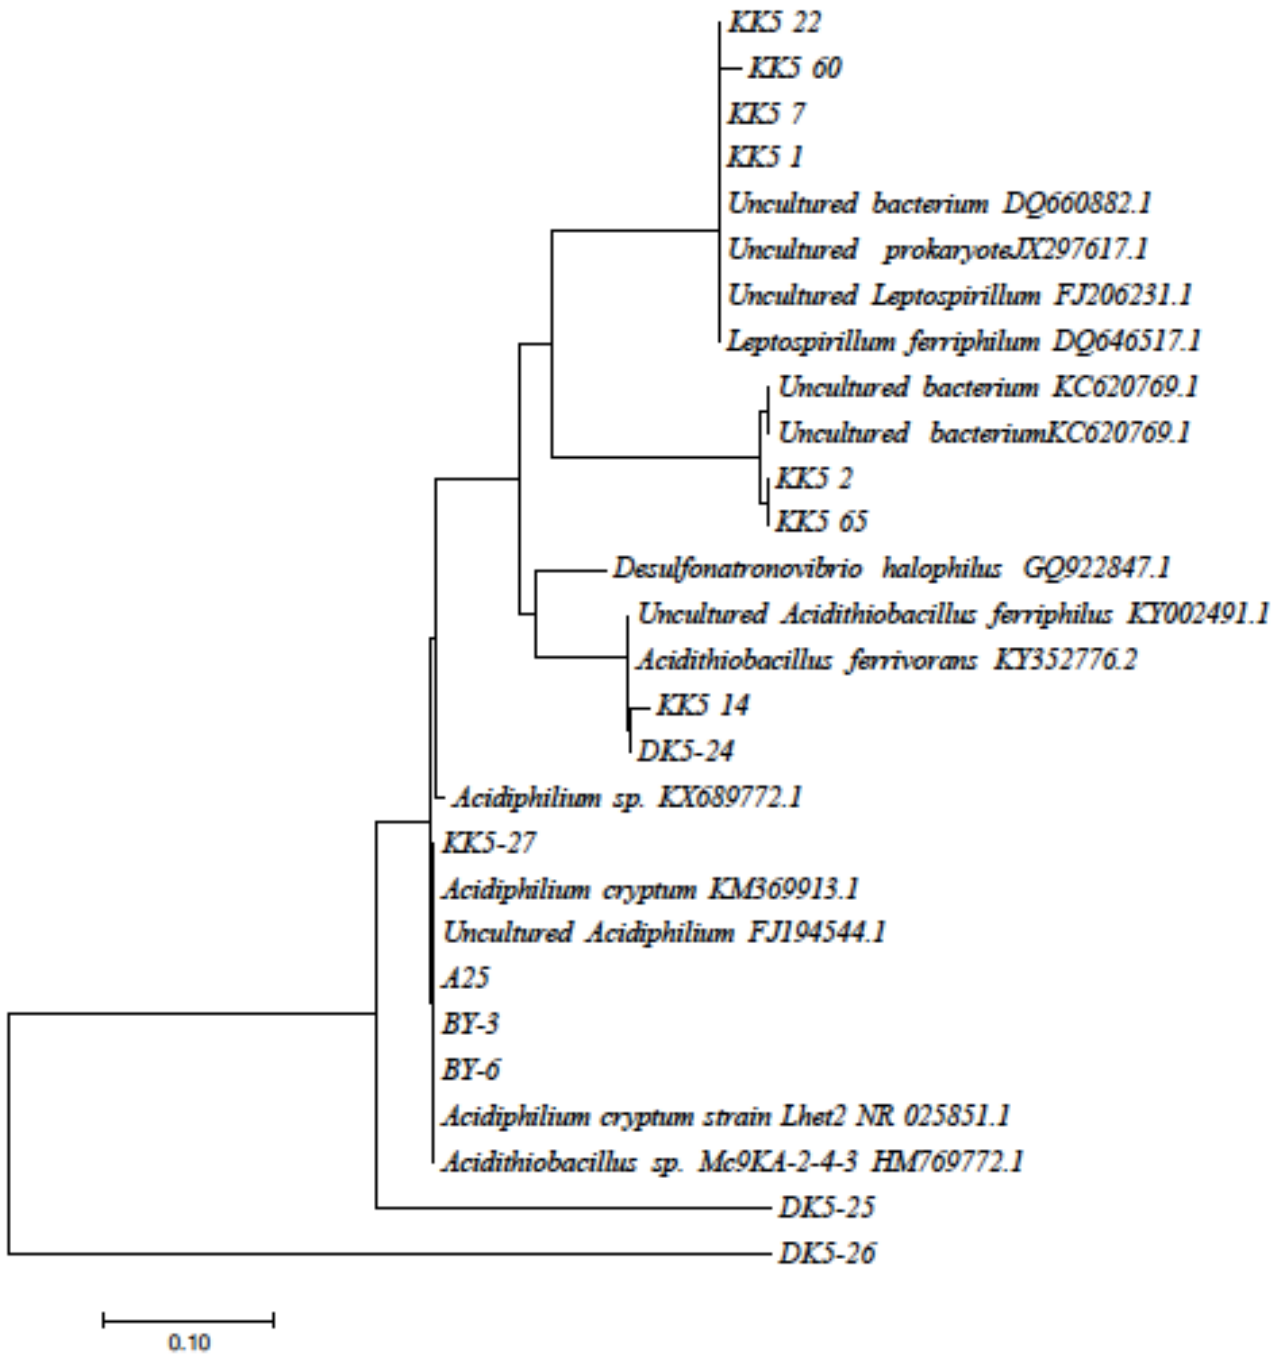 KK5 22
KK5 60
KK5 7
KK5 1
Uncultured bacterium DQ660882.1
Uncultured prokaryoteJX297617.1
Uncultured Leptospirillum FJ206231.1
Leptospirillum ferriphilum DQ646517.1
Uncultured bacterium KC620769.1
Uncultured bacteriumKC620769.1
KK5 2
KK5 65
Desulfonatronovibrio halophilus GQ922847.1
Uncultured Acidithiobacillus ferriphilus KY002491.1
Acidithiobacillus ferrivorans KY352776.2
KK5 14
DK5-24
Acidiphilium sp. KX689772.1
KK5-27
Acidiphilium cryptum KM369913.1
Uncultured Acidiphilium FJ194544.1
A25
BY-3
BY-6
Acidiphilium cryptum strain Lhet2 NR 025851.1
Acidithiobacillus sp. Mc9KA-2-4-3 HM769772.1
DK5-25
DK5-26
0.10